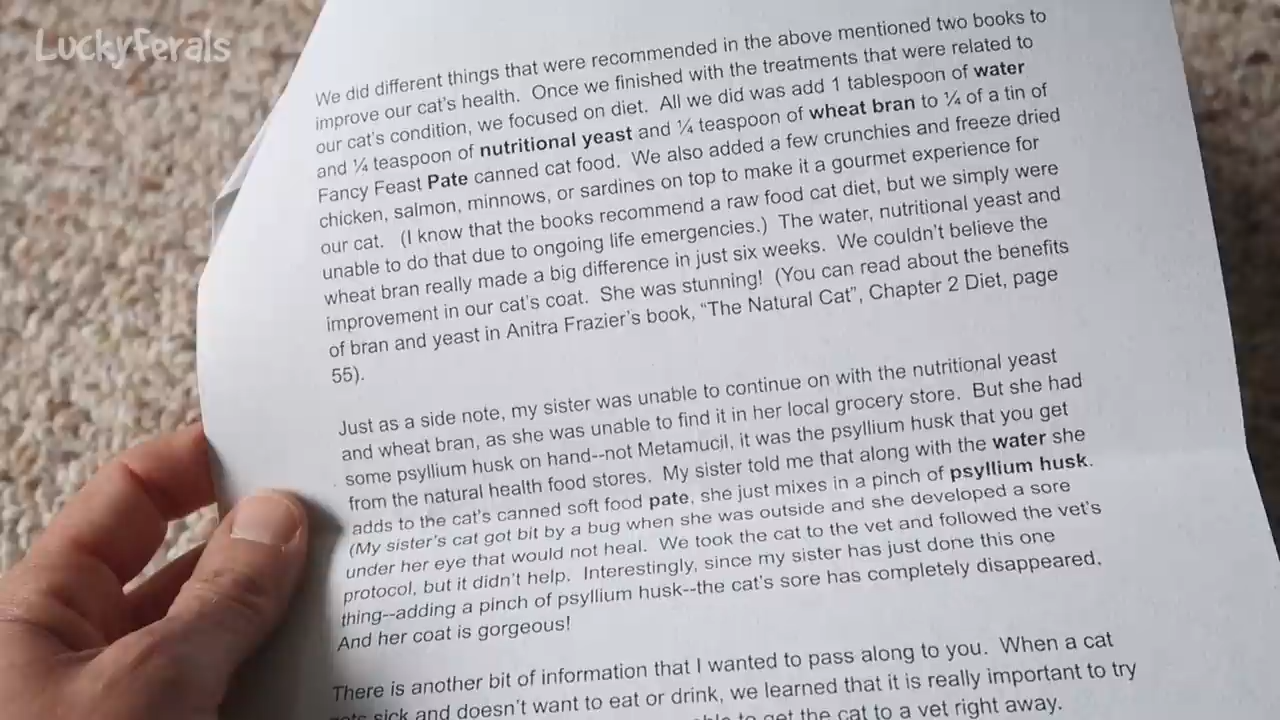 LuckyFerals
We did different things that were recommended in the above mentioned two books to
improve our cat's health.  Once we finished with the treatments that were related to
our cat's condition, we focused on diet.  All we did was add 1 tablespoon of water
and ¼ teaspoon of nutritional yeast and ¼ teaspoon of wheat bran to ¼ of a tin of
Fancy Feast Pate canned cat food.  We also added a few crunchies and freeze dried
chicken, salmon, minnows, or sardines on top to make it a gourmet experience for
our cat.  (I know that the books recommend a raw food cat diet, but we simply were
unable to do that due to ongoing life emergencies.)  The water, nutritional yeast and
wheat bran really made a big difference in just six weeks.  We couldn't believe the
improvement in our cat's coat.  She was stunning!  (You can read about the benefits
of bran and yeast in Anitra Frazier's book, "The Natural Cat", Chapter 2 Diet, page
55).
Just as a side note, my sister was unable to continue on with the nutritional yeast
and wheat bran, as she was unable to find it in her local grocery store.  But she had
some psyllium husk on hand--not Metamucil, it was the psyllium husk that you get
from the natural health food stores.  My sister told me that along with the water she
adds to the cat's canned soft food pate, she just mixes in a pinch of psyllium husk.
(My sister's cat got bit by a bug when she was outside and she developed a sore
under her eye that would not heal.  We took the cat to the vet and followed the vet's
protocol, but it didn't help.  Interestingly, since my sister has just done this one
thing--adding a pinch of psyllium husk--the cat's sore has completely disappeared.
And her coat is gorgeous!
There is another bit of information that I wanted to pass along to you.  When a cat
gets sick and doesn't want to eat or drink, we learned that it is really important to try
to get the cat to a vet right away.